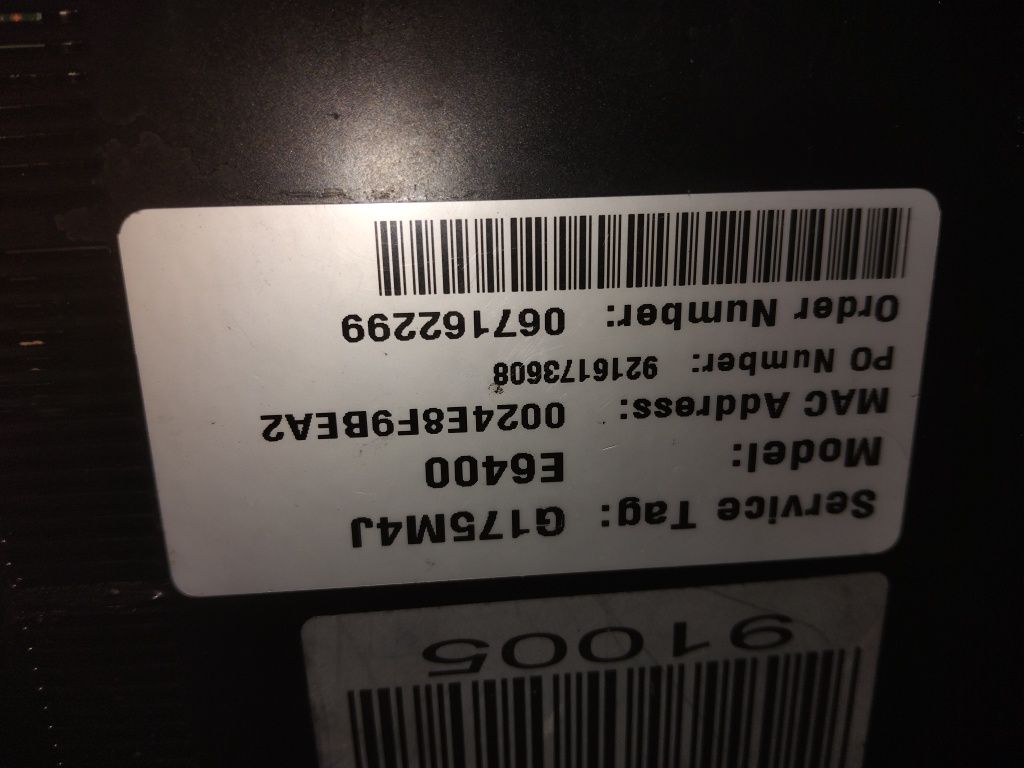 Service Tag: G175M4J
Model: E6400
MAC Address: 0024E8F9BEA2
PO Number: 9216173608
Order Number: 067162299
91005